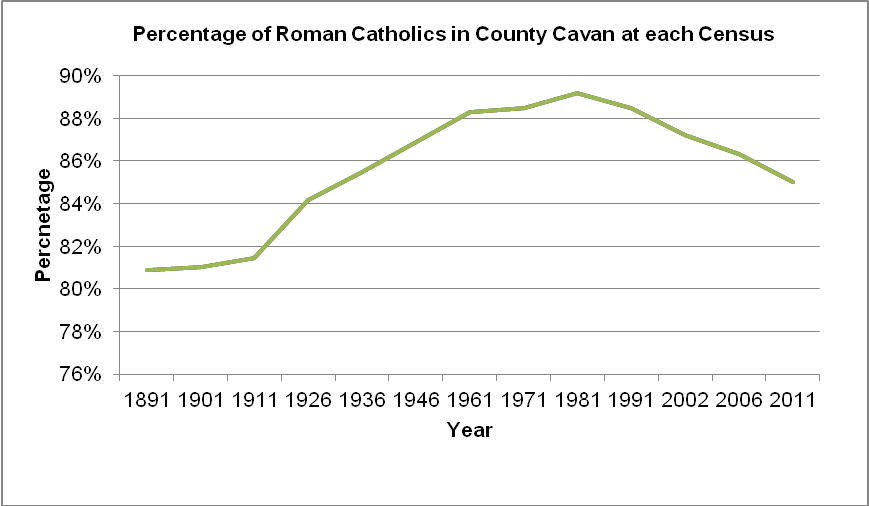 Percentage of Roman Catholics in County Cavan at each Census
Percnetage
90%
88%
86%
84%
82%
80%
78%
76%
1891 1901 1911 1926 1936 1946 1961 1971 1981 1991 2002 2006 2011
Year